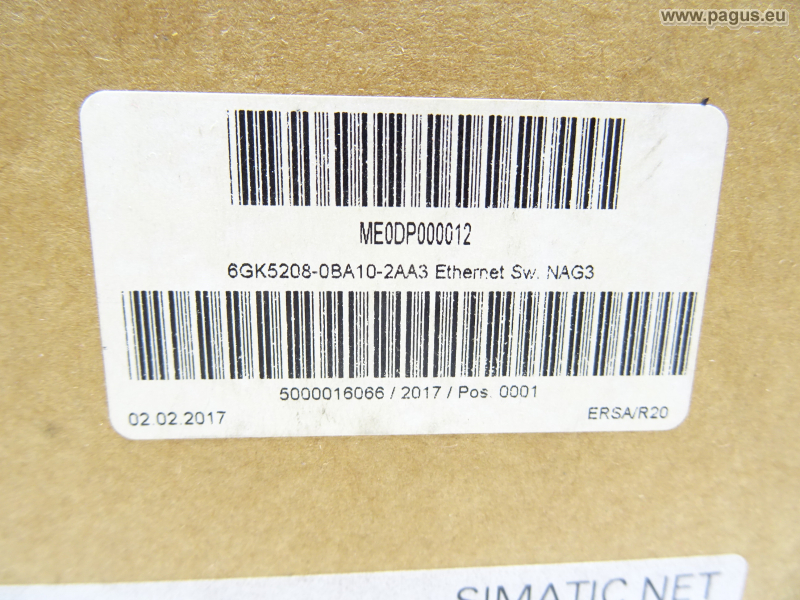 www.pagus.eu
ME0DP000012
6GK5208-0BA10-2AA3 Ethernet Sw. NAG3
5000016066 / 2017 / Pos. 0001
02.02.2017 ERSA/R20
SIMATIC NET